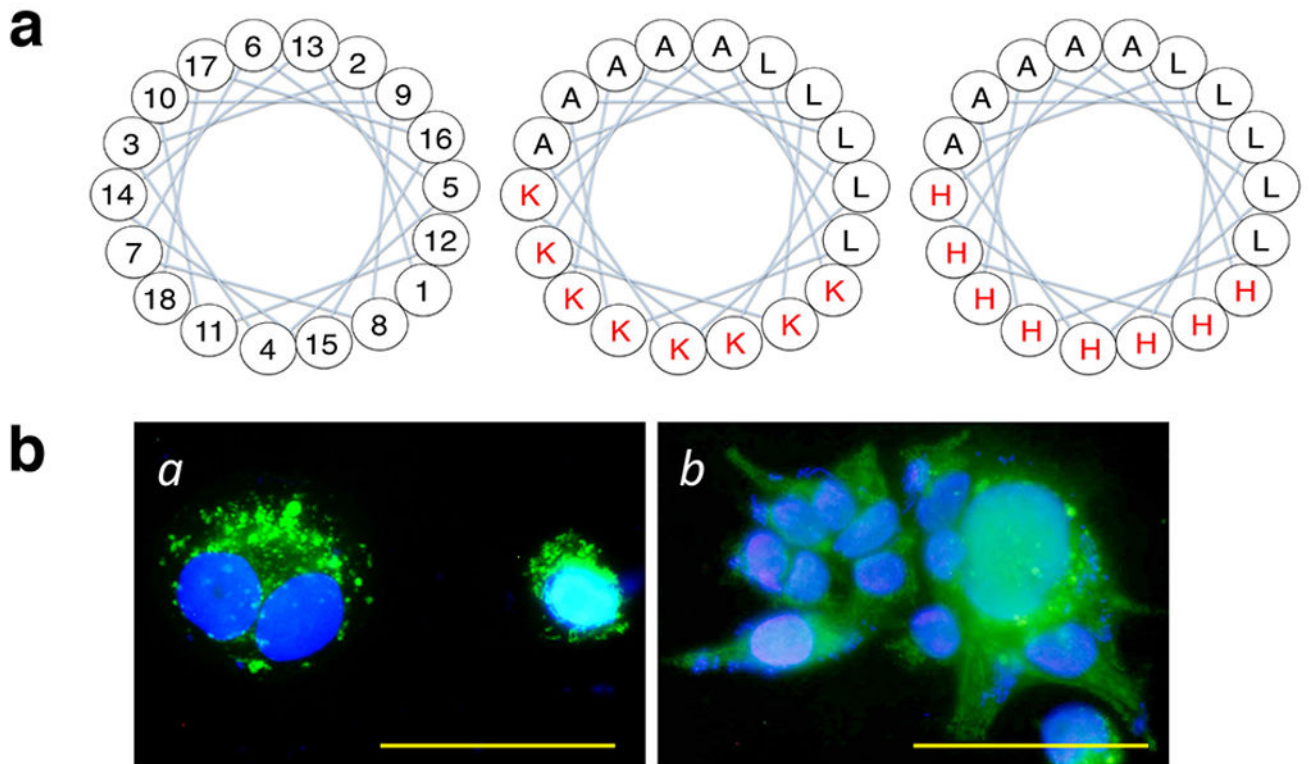 a
17 6 13 2
10 9
3 16
14 5
7 12
18 1
11 4 15 8
A A A L
A L
A L
K L
K L
K K
K K K K
A A A L
A L
A L
H L
H L
H H
H H H H
b
a
b